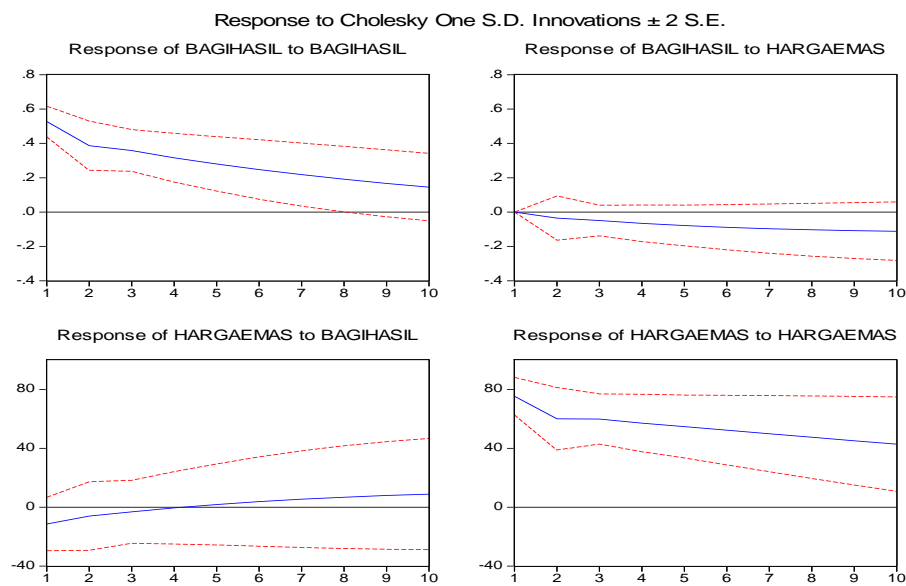 Response to Cholesky One S.D. Innovations ± 2 S.E.
Response of BAGIHASIL to BAGIHASIL
.8
.6
.4
.2
.0
-.2
-.4
1 2 3 4 5 6 7 8 9 10
Response of BAGIHASIL to HARGAEMAS
.8
.6
.4
.2
.0
-.2
-.4
1 2 3 4 5 6 7 8 9 10
Response of HARGAEMAS to BAGIHASIL
80
40
0
-40
1 2 3 4 5 6 7 8 9 10
Response of HARGAEMAS to HARGAEMAS
80
40
0
-40
1 2 3 4 5 6 7 8 9 10